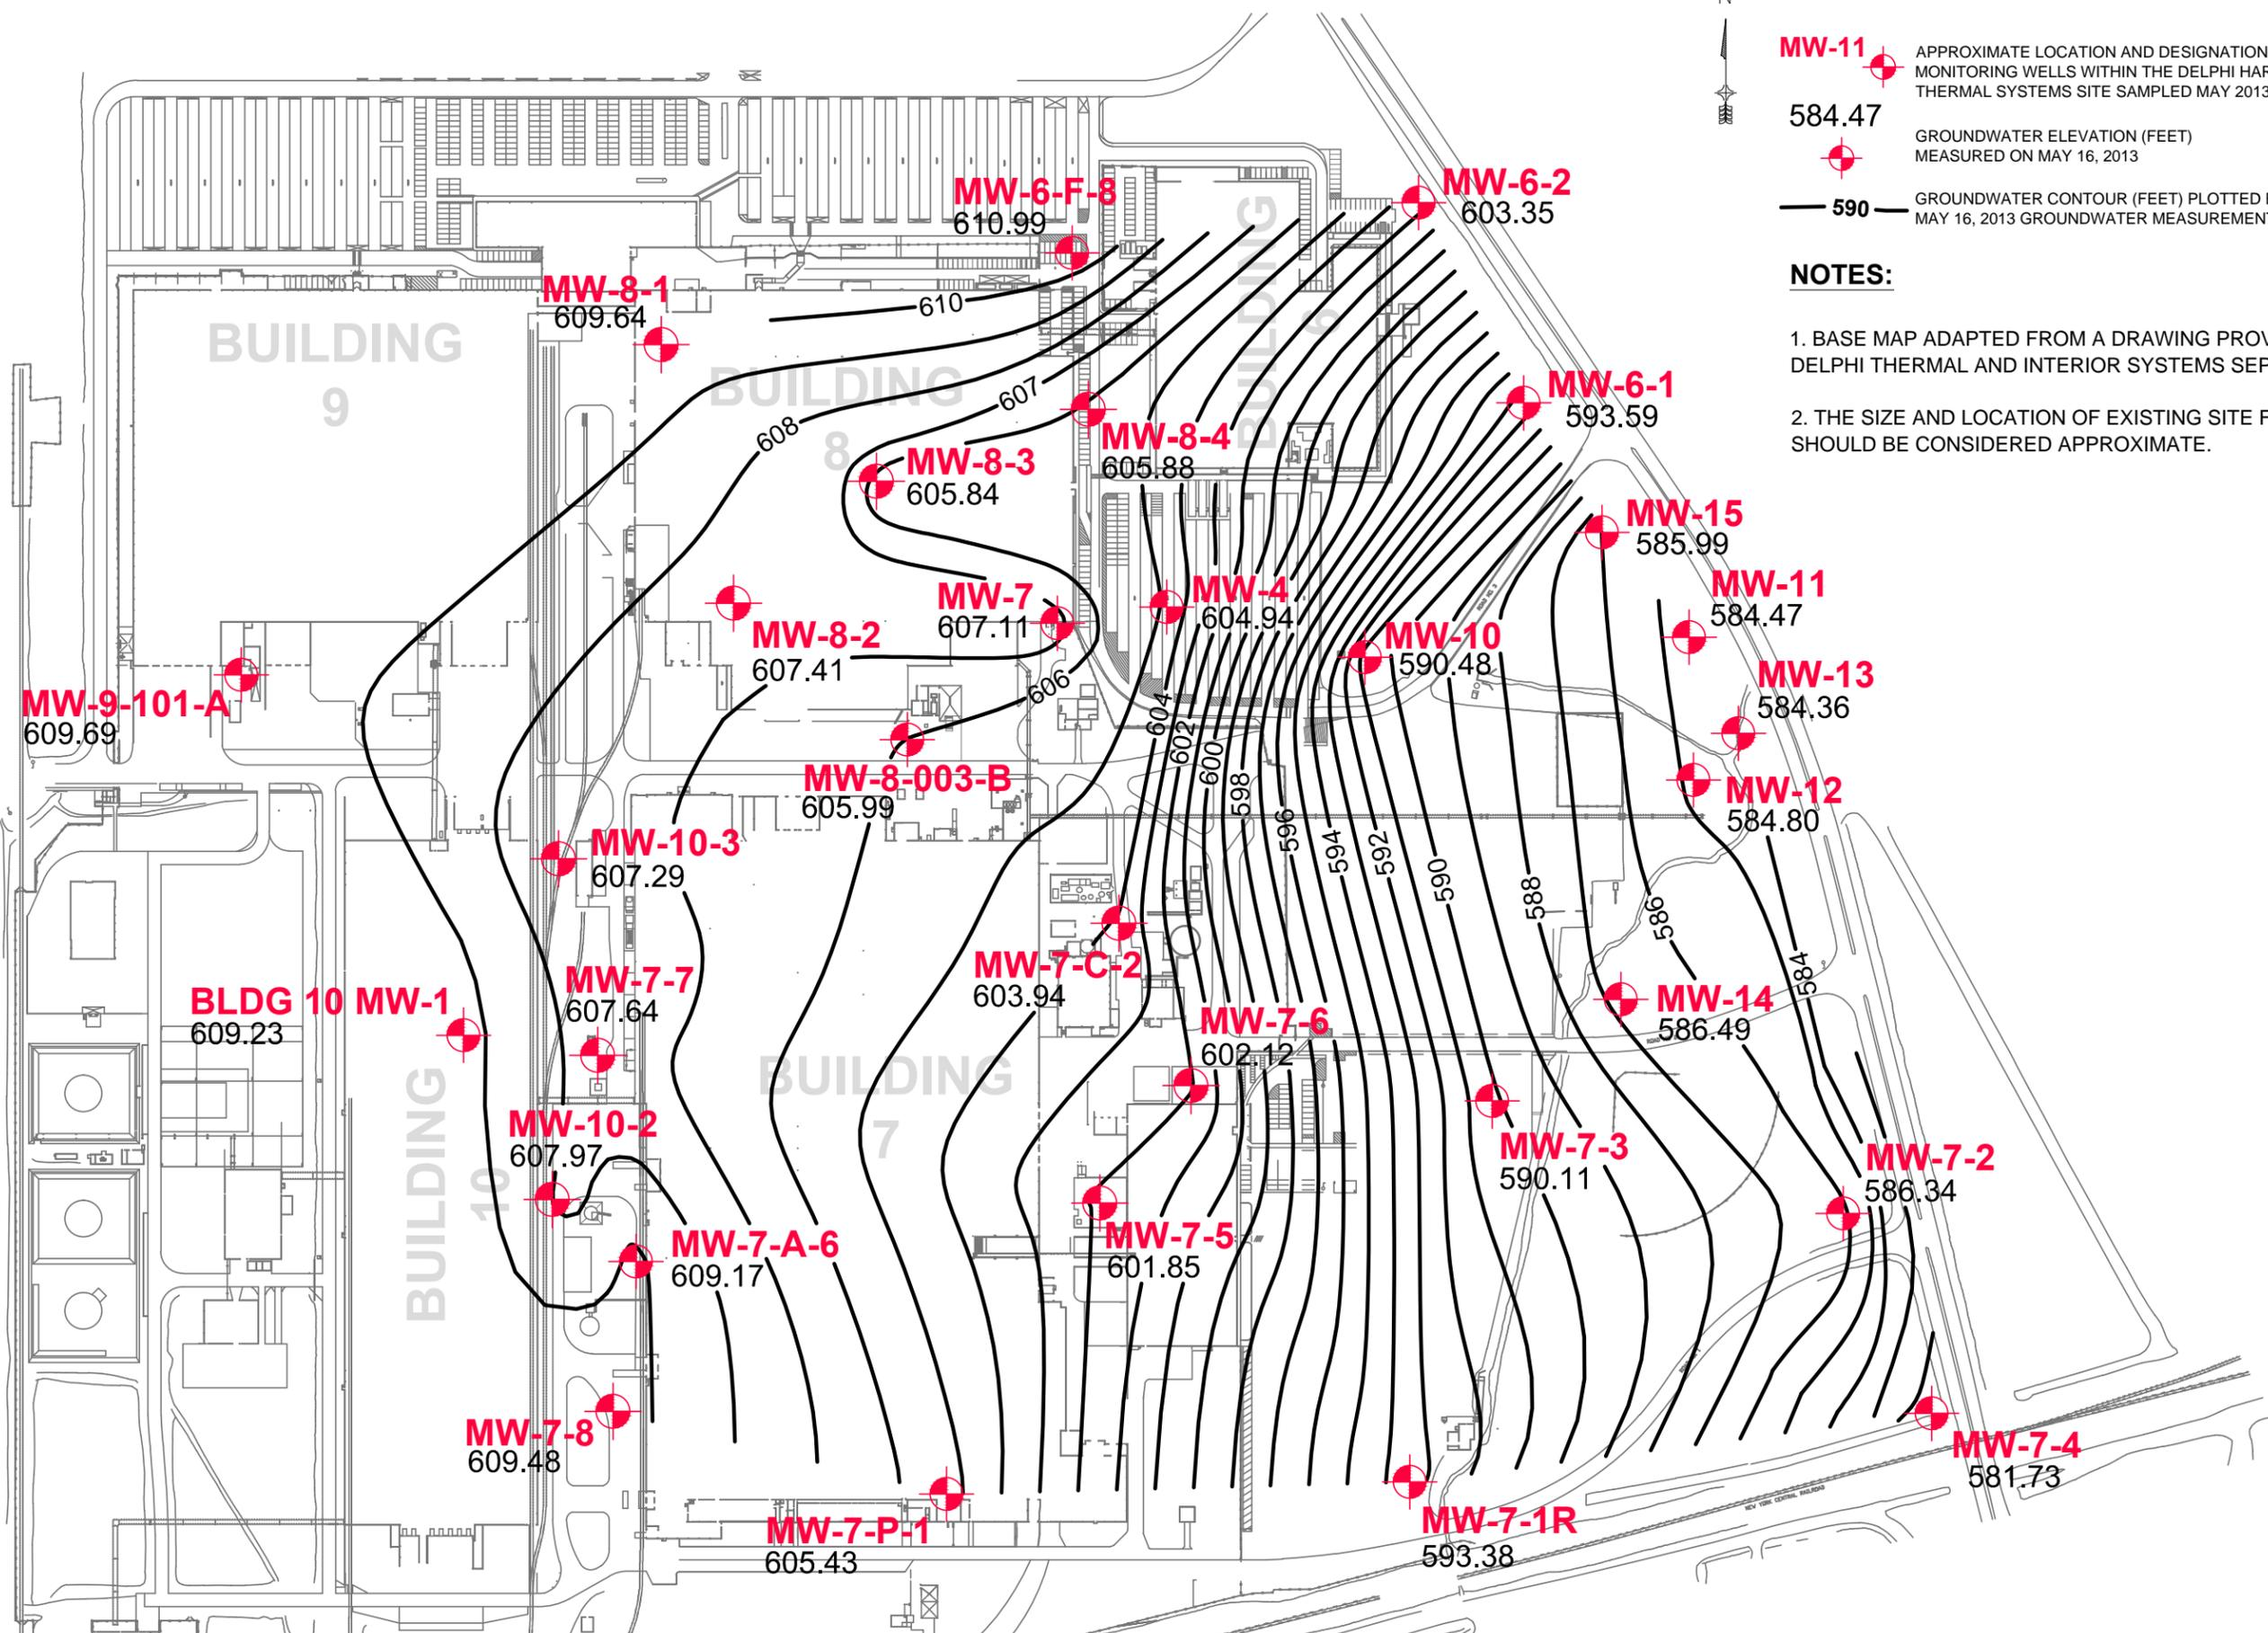 N
MW-11
APPROXIMATE LOCATION AND DESIGNATION
MONITORING WELLS WITHIN THE DELPHI HAR
THERMAL SYSTEMS SITE SAMPLED MAY 2013
584.47
GROUNDWATER ELEVATION (FEET)
MEASURED ON MAY 16, 2013
590
GROUNDWATER CONTOUR (FEET) PLOTTED
MAY 16, 2013 GROUNDWATER MEASUREMEN
NOTES:
1. BASE MAP ADAPTED FROM A DRAWING PROV
DELPHI THERMAL AND INTERIOR SYSTEMS SEP
2. THE SIZE AND LOCATION OF EXISTING SITE F
SHOULD BE CONSIDERED APPROXIMATE.
MW-6-F-8
610.99
MW-6-2
603.35
MW-8-1
609.64
610
BUILDING
9
BUILDING
8
BUILDING
6
607
608
MW-6-1
593.59
MW-8-4
605.88
MW-8-3
605.84
MW-15
585.99
MW-11
584.47
MW-7
607.11
MW-4
604.94
MW-8-2
607.41
MW-10
590.48
ROAD NO. 3
MW-13
584.36
MW-9-101-A
609.69
606
604
602
600
598
596
594
592
590
588
586
584
MW-8-003-B
605.99
MW-12
584.80
MW-10-3
607.29
MW-7-C-2
603.94
MW-7-7
607.64
BLDG 10 MW-1
609.23
MW-14
586.49
MW-7-6
602.12
BUILDING
7
BUILDING
10
MW-10-2
607.97
MW-7-3
590.11
MW-7-2
586.34
MW-7-A-6
609.17
MW-7-5
601.85
MW-7-8
609.48
MW-7-4
581.73
NEW YORK CENTRAL RAILROAD
MW-7-P-1
605.43
MW-7-1R
593.38